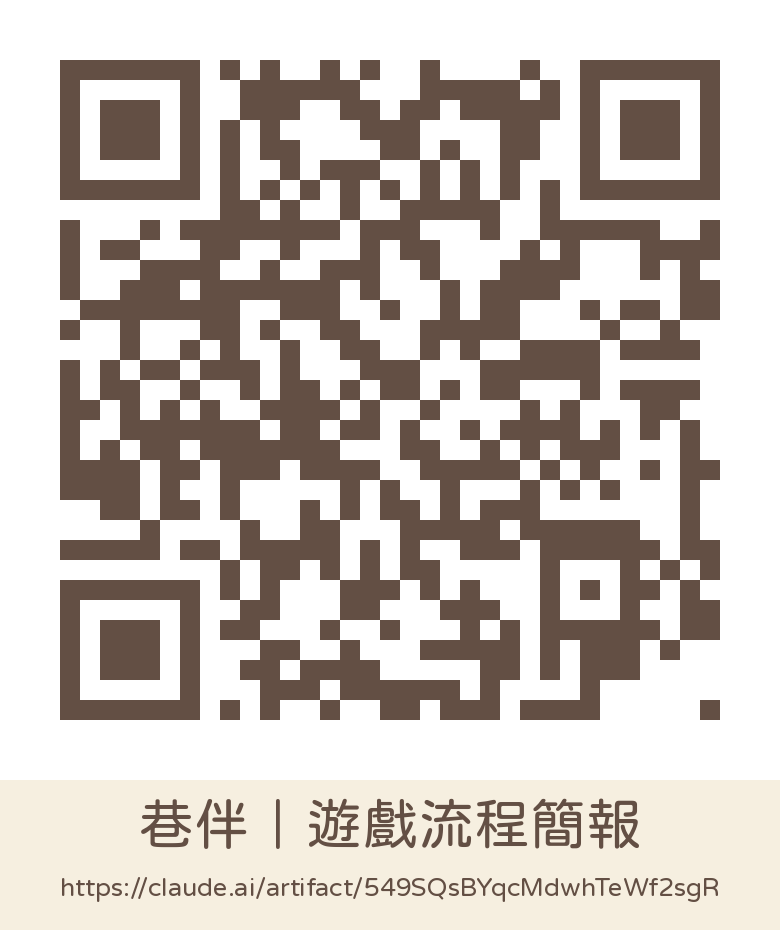 巷伴｜遊戲流程簡報
https://claude.ai/artifact/549SQsBYqcMdwhTeWf2sgR